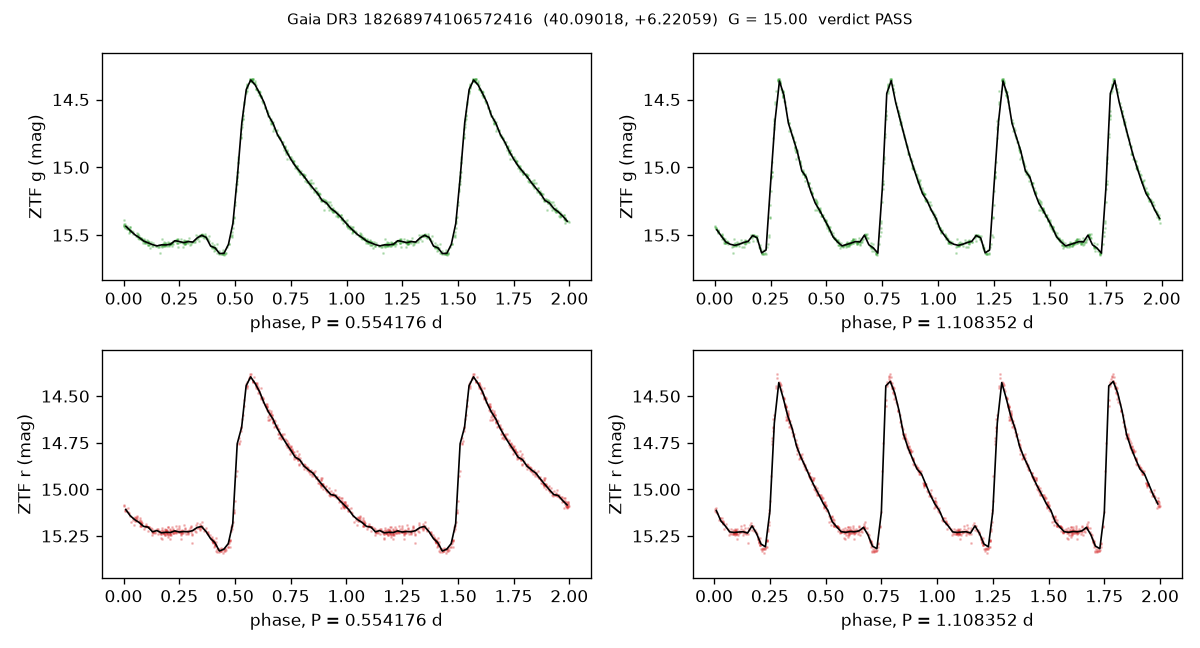 Gaia DR3 18268974106572416 (40.09018, +6.22059) G = 15.00 verdict PASS
ZTF g (mag)
14.5
15.0
15.5
0.00 0.25 0.50 0.75 1.00 1.25 1.50 1.75 2.00
phase, P = 0.554176 d
ZTF g (mag)
14.5
15.0
15.5
0.00 0.25 0.50 0.75 1.00 1.25 1.50 1.75 2.00
phase, P = 1.108352 d
ZTF r (mag)
14.50
14.75
15.00
15.25
0.00 0.25 0.50 0.75 1.00 1.25 1.50 1.75 2.00
phase, P = 0.554176 d
ZTF r (mag)
14.50
14.75
15.00
15.25
0.00 0.25 0.50 0.75 1.00 1.25 1.50 1.75 2.00
phase, P = 1.108352 d